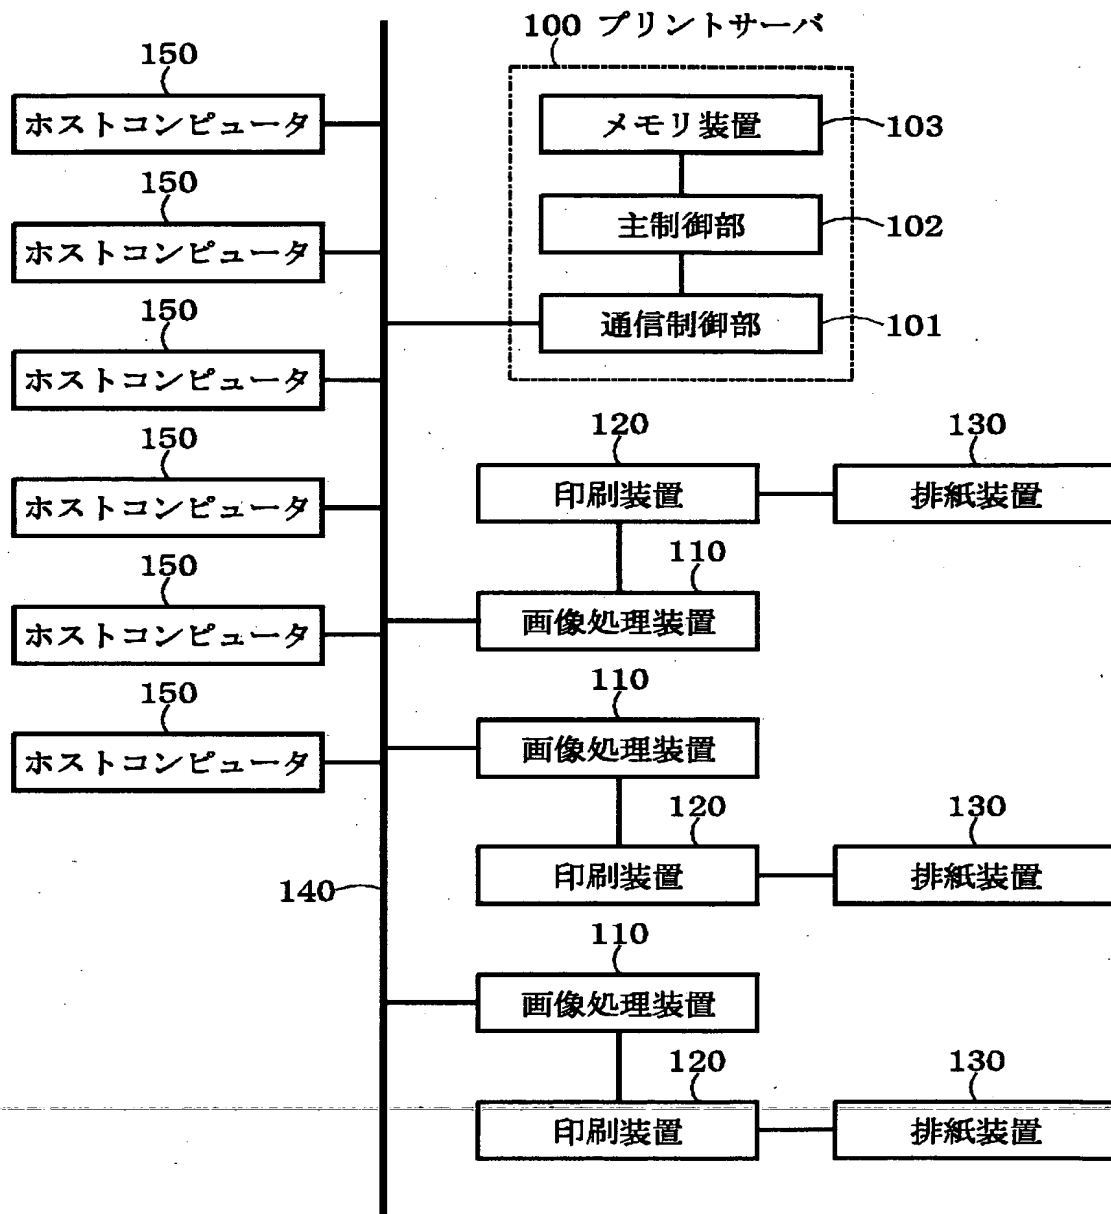 100 プリントサーバ
150
ホストコンピュータ
メモリ装置
103
150
ホストコンピュータ
主制御部
102
150
ホストコンピュータ
通信制御部
101
150
ホストコンピュータ
120
印刷装置
130
排紙装置
150
ホストコンピュータ
110
画像処理装置
150
ホストコンピュータ
110
画像処理装置
140
120
印刷装置
130
排紙装置
110
画像処理装置
120
印刷装置
130
排紙装置